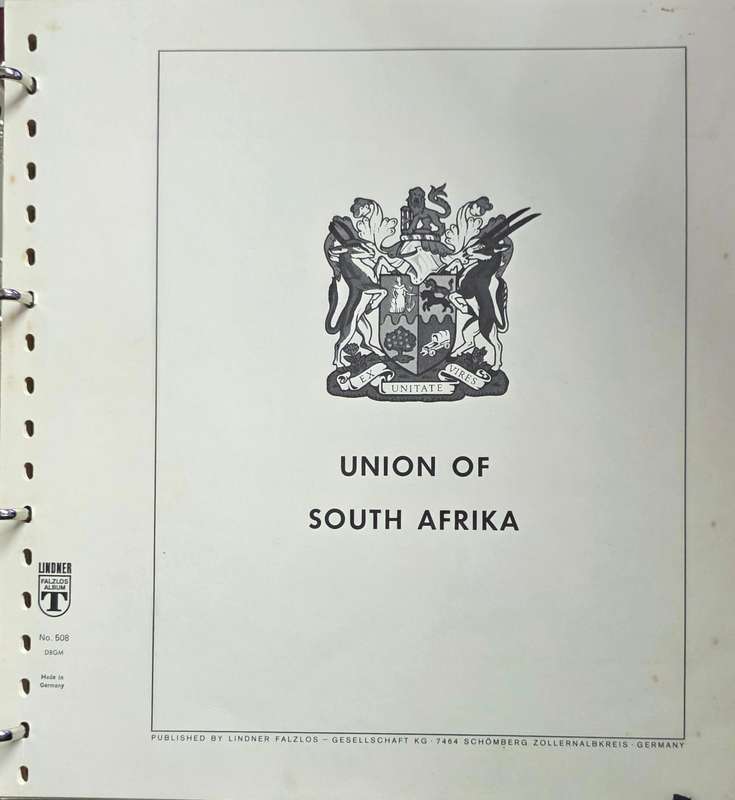 EX UNITATE VIRES
UNION OF
SOUTH AFRIKA
LINDNER
FALZLOS
ALBUM
T
No. 508
DBGM
Made in
Germany
PUBLISHED BY LINDNER FALZLOS – GESELLSCHAFT KG · 7464 SCHÖMBERG ZOLLERNALBKREIS · GERMANY